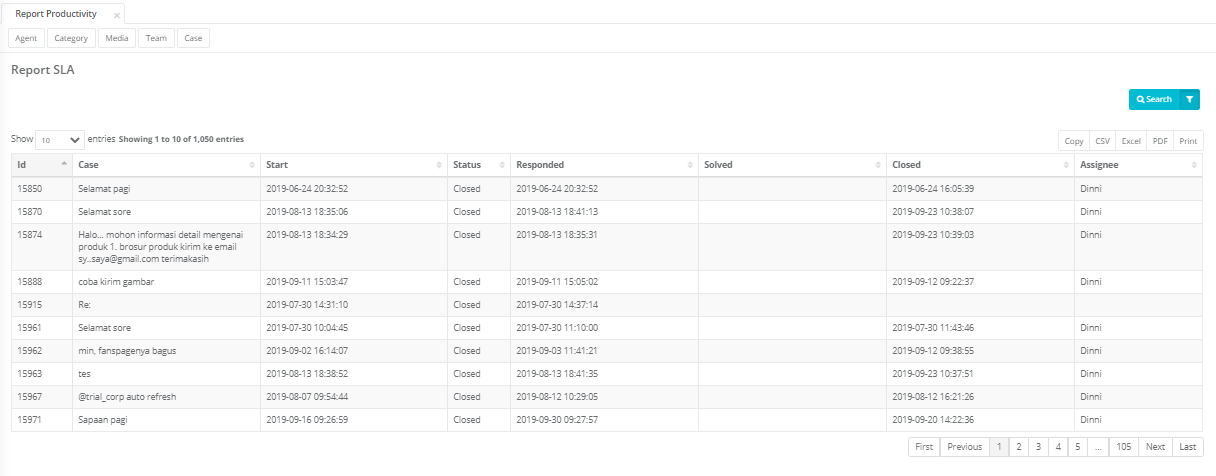 Report Productivity ×
Agent Category Media Team Case
Report SLA
Search
Show 10 entries Showing 1 to 10 of 1,050 entries
Copy CSV Excel PDF Print
Id Case Start Status Responded Solved Closed Assignee
15850 Selamat pagi 2019-06-24 20:32:52 Closed 2019-06-24 20:32:52 2019-06-24 16:05:39 Dinni
15870 Selamat sore 2019-08-13 18:35:06 Closed 2019-08-13 18:41:13 2019-09-23 10:38:07 Dinni
15874 Halo... mohon informasi detail mengenai 2019-08-13 18:34:29 Closed 2019-08-13 18:35:31 2019-09-23 10:39:03 Dinni
produk 1. brosur produk kirim ke email
sy..saya@gmail.com terimakasih
15888 coba kirim gambar 2019-09-11 15:03:47 Closed 2019-09-11 15:05:02 2019-09-12 09:22:37 Dinni
15915 Re: 2019-07-30 14:31:10 Closed 2019-07-30 14:37:14
15961 Selamat sore 2019-07-30 10:04:45 Closed 2019-07-30 11:10:00 2019-07-30 11:43:46 Dinni
15962 min, fanspagenya bagus 2019-09-02 16:14:07 Closed 2019-09-03 11:41:21 2019-09-12 09:38:55 Dinni
15963 tes 2019-08-13 18:38:52 Closed 2019-08-13 18:41:35 2019-09-23 10:37:51 Dinni
15967 @trial_corp auto refresh 2019-08-07 09:54:44 Closed 2019-08-12 10:29:05 2019-08-12 16:21:26 Dinni
15971 Sapaan pagi 2019-09-16 09:26:59 Closed 2019-09-30 09:27:57 2019-09-20 14:22:36 Dinni
First Previous 1 2 3 4 5 ... 105 Next Last